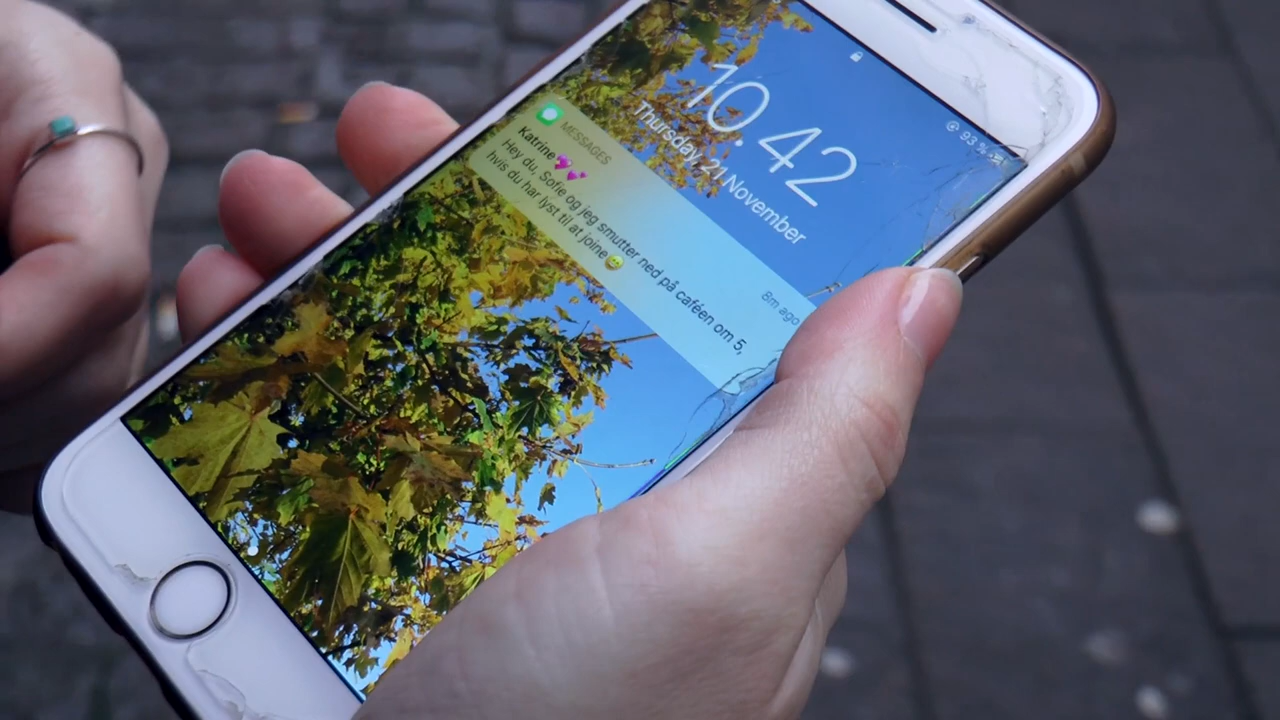 93 %
10.42
Thursday, 21 November
MESSAGES
8m ago
Katrine💕💕
Hey du, Sofie og jeg smutter ned på caféen om 5,
hvis du har lyst til at joine😊